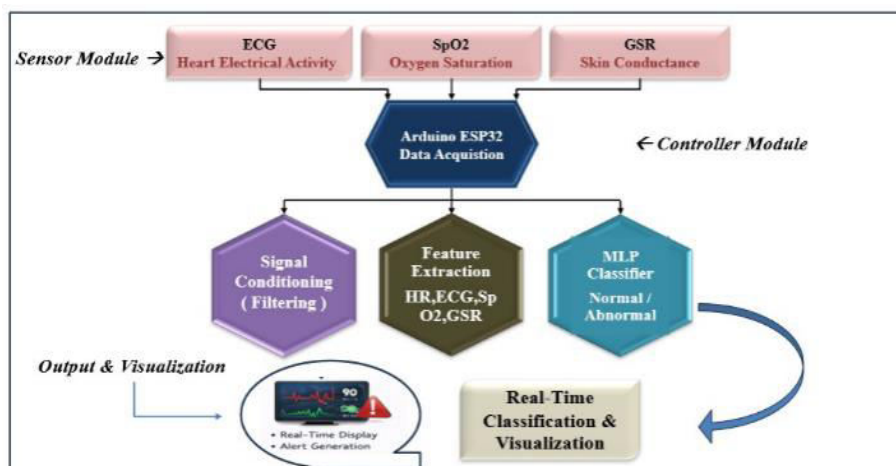 ECG
Heart Electrical Activity
SpO2
Oxygen Saturation
GSR
Skin Conductance
Sensor Module →
Arduino ESP32
Data Acquistion
← Controller Module
Signal
Conditioning
( Filtering )
Feature
Extraction
HR,ECG,Sp
O2,GSR
MLP
Classifier
Normal /
Abnormal
Output & Visualization
90
• Real-Time Display
• Alert Generation
Real-Time
Classification &
Visualization